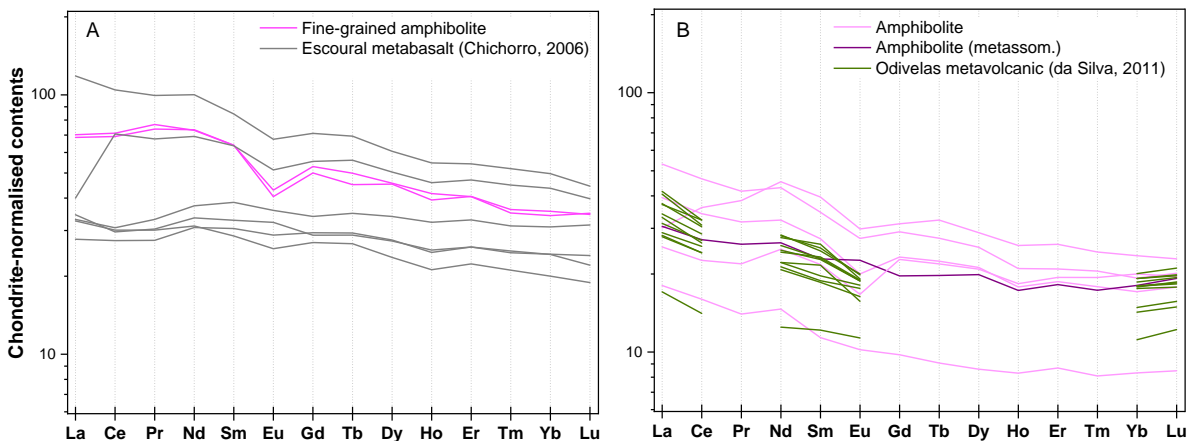 A
Fine-grained amphibolite
Escoural metabasalt (Chichorro, 2006)
Chondrite-normalised contents
100
10
La Ce Pr Nd Sm Eu Gd Tb Dy Ho Er Tm Yb Lu
B
Amphibolite
Amphibolite (metassom.)
Odivelas metavolcanic (da Silva, 2011)
100
10
La Ce Pr Nd Sm Eu Gd Tb Dy Ho Er Tm Yb Lu